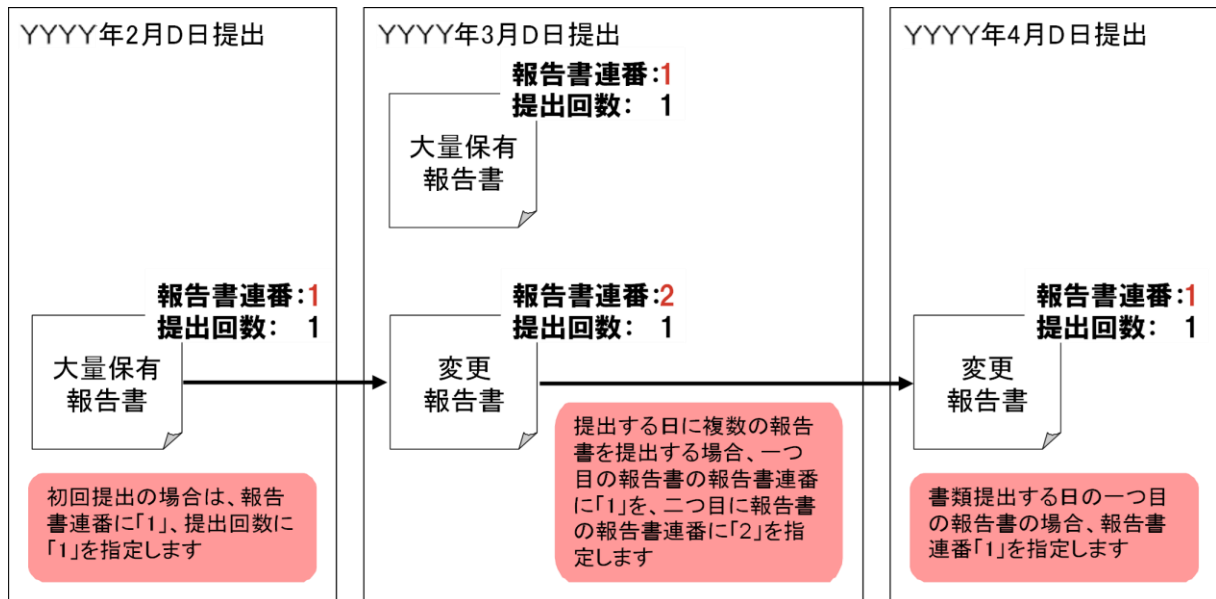 YYYY年2月D日提出
報告書連番:1
提出回数: 1
大量保有
報告書
初回提出の場合は、報告
書連番に「1」、提出回数に
「1」を指定します
YYYY年3月D日提出
報告書連番:1
提出回数: 1
大量保有
報告書
報告書連番:2
提出回数: 1
変更
報告書
提出する日に複数の報告
書を提出する場合、一つ
目の報告書の報告書連番
に「1」を、二つ目に報告書
の報告書連番に「2」を指
定します
YYYY年4月D日提出
報告書連番:1
提出回数: 1
変更
報告書
書類提出する日の一つ目
の報告書の場合、報告書
連番「1」を指定します